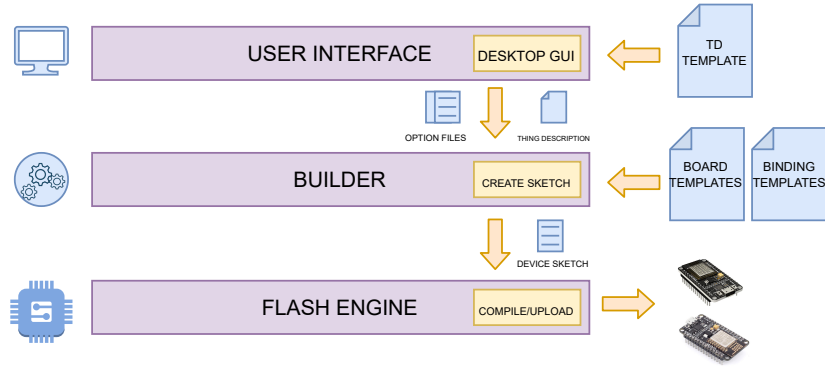 USER INTERFACE
DESKTOP GUI
TD
TEMPLATE
OPTION FILES
THING DESCRIPTION
BUILDER
CREATE SKETCH
BOARD
TEMPLATES
BINDING
TEMPLATES
DEVICE SKETCH
FLASH ENGINE
COMPILE/UPLOAD